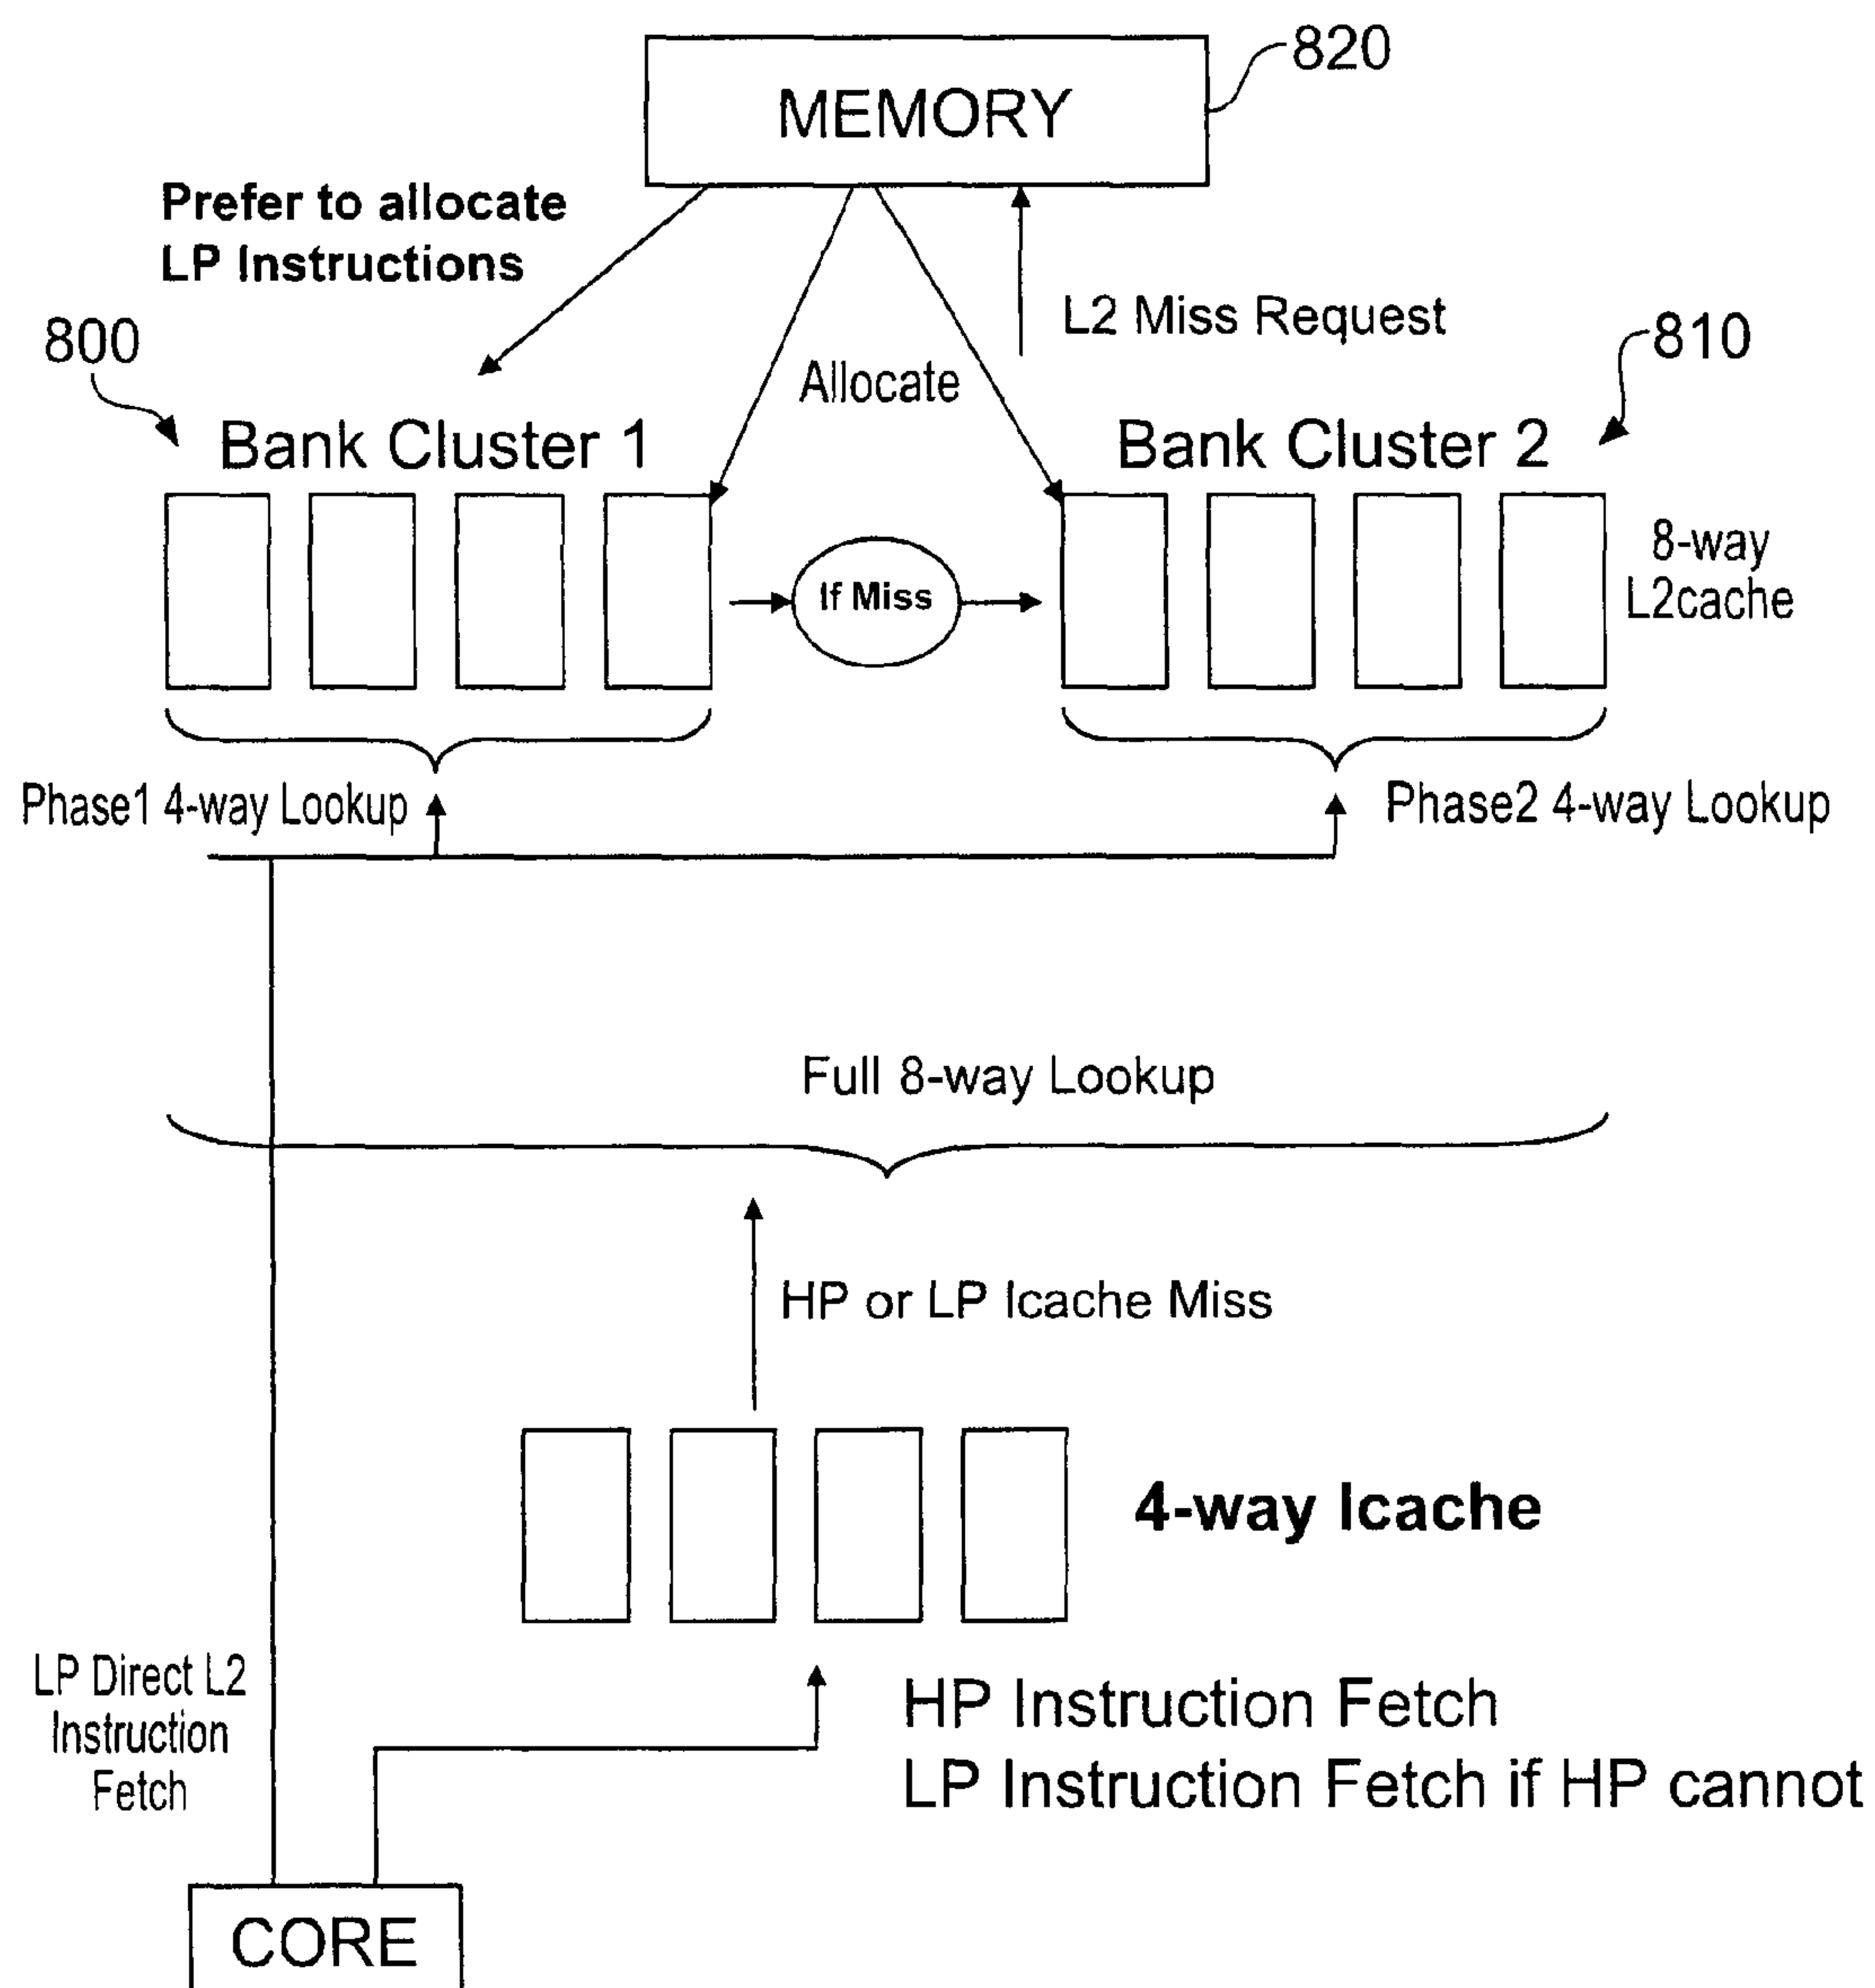 820
MEMORY
Prefer to allocate
LP Instructions
L2 Miss Request
800
810
Allocate
Bank Cluster 1
Bank Cluster 2
If Miss
8-way
L2cache
Phase1 4-way Lookup
Phase2 4-way Lookup
Full 8-way Lookup
HP or LP Icache Miss
4-way Icache
LP Direct L2
Instruction
Fetch
HP Instruction Fetch
LP Instruction Fetch if HP cannot
CORE